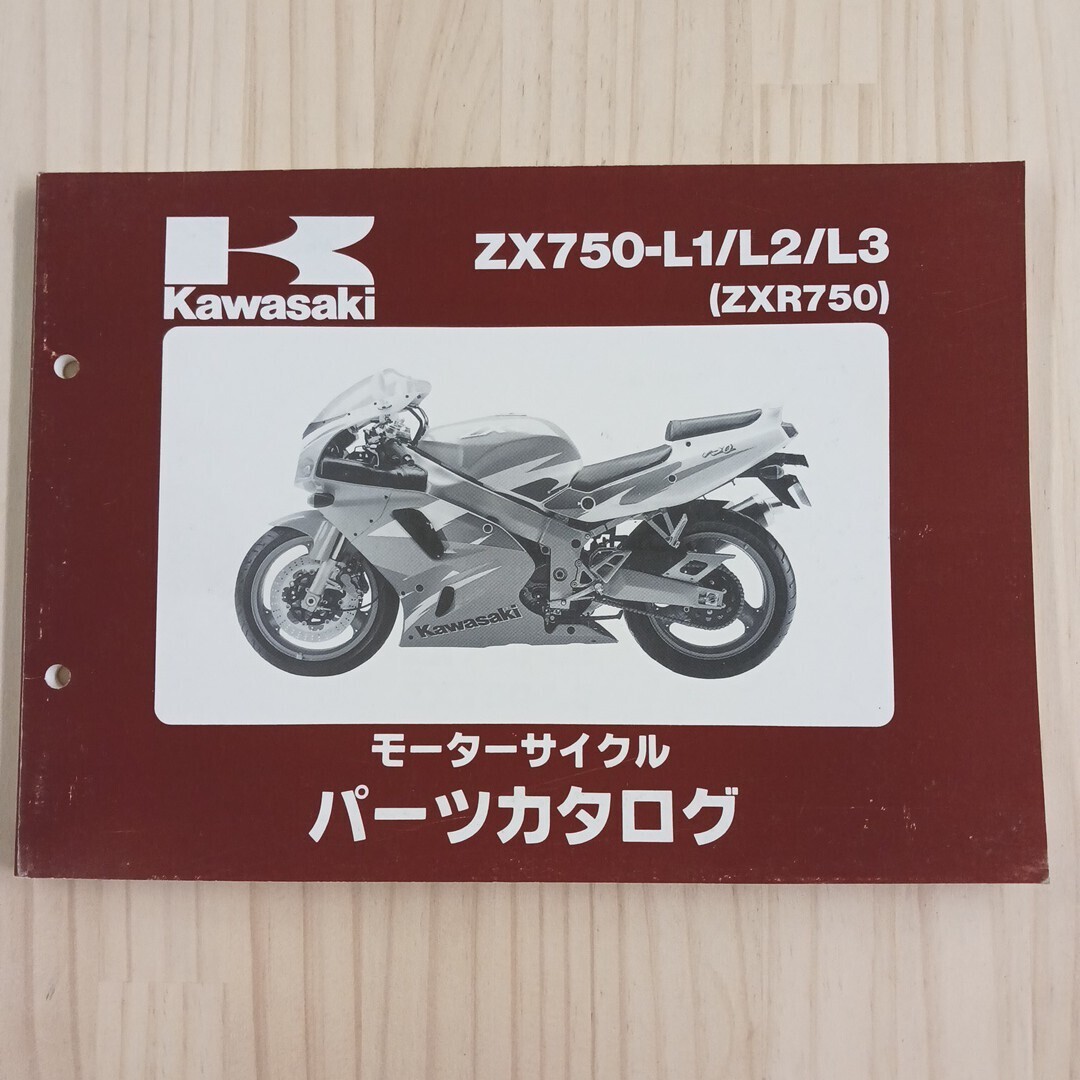 Kawasaki
ZX750-L1/L2/L3
(ZXR750)
750
Kawasaki
モーターサイクル
パーツカタログ